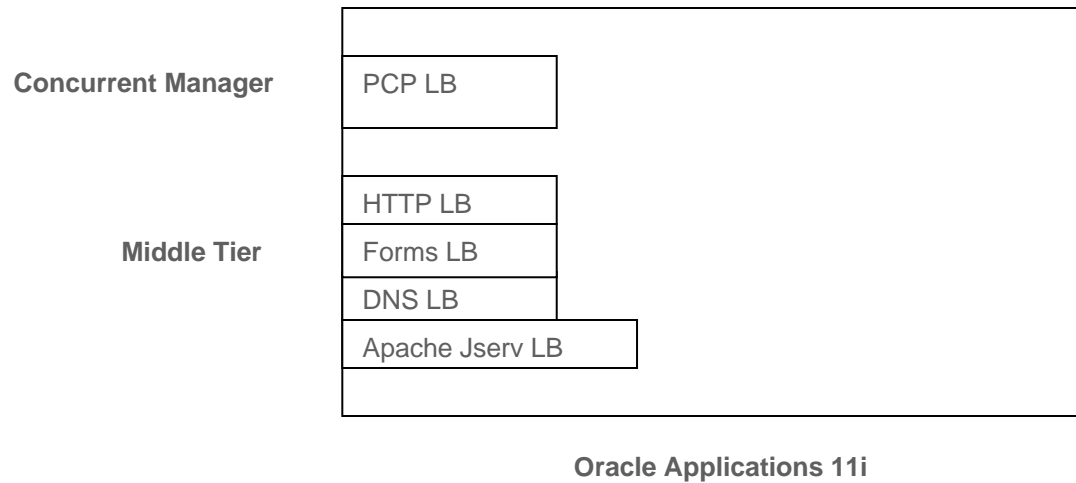 Concurrent Manager
PCP LB
Middle Tier
HTTP LB
Forms LB
DNS LB
Apache Jserv LB
Oracle Applications 11i